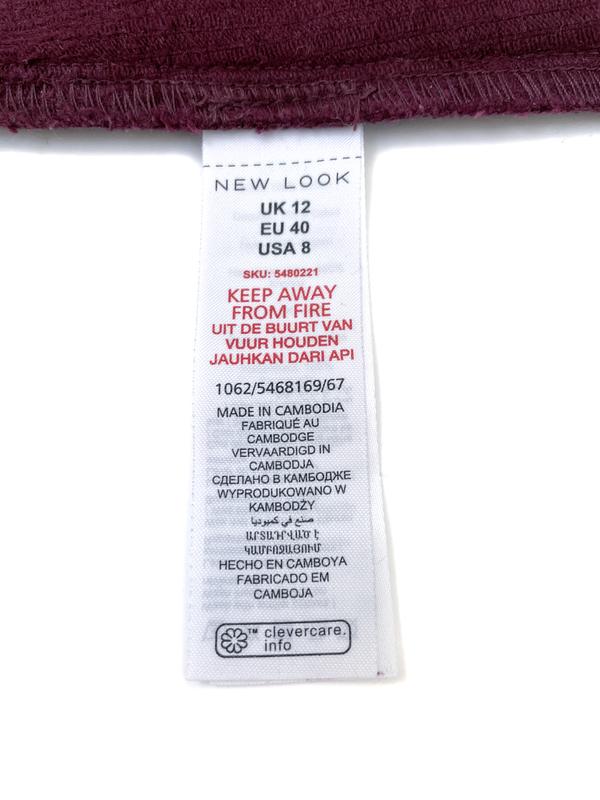 NEW LOOK
UK 12
EU 40
USA 8
SKU: 5480221
KEEP AWAY
FROM FIRE
UIT DE BUURT VAN
VUUR HOUDEN
JAUHKAN DARI API
1062/5468169/67
MADE IN CAMBODIA
FABRIQUÉ AU
CAMBODGE
VERVAARDIGD IN
CAMBODJA
СДЕЛАНО В КАМБОДЖЕ
WYPRODUKOWANO W
KAMBODŻY
صنع في كمبوديا
ԱՐՏԱԴՐՎԱԾ Է
ԿԱՄԲՈՋԱՅՈՒՄ
HECHO EN CAMBOYA
FABRICADO EM
CAMBOJA
™ clevercare.
info